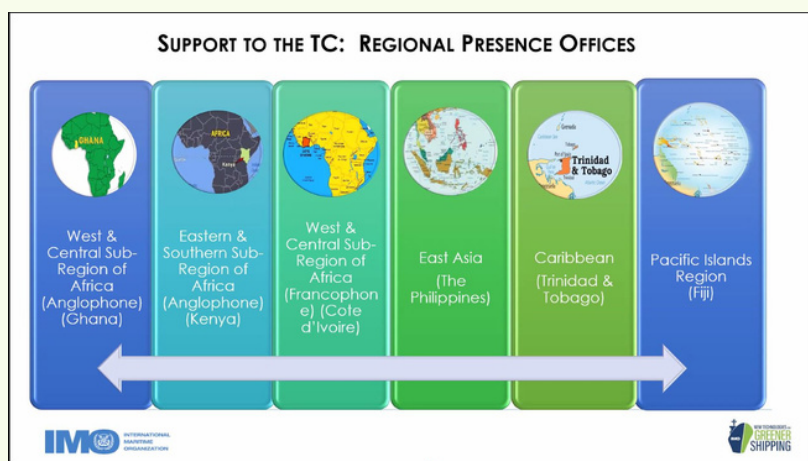 SUPPORT TO THE TC: REGIONAL PRESENCE OFFICES
GHANA
AFRICA
Kenya
Trinidad
& Tobago
West &
Central Sub-
Region of
Africa
(Anglophone)
(Ghana)
Eastern &
Southern Sub-
Region of
Africa
(Anglophone)
(Kenya)
West &
Central Sub-
Region of
Africa
(Francophon
e) (Cote
d'Ivoire)
East Asia
(The
Philippines)
Caribbean
(Trinidad &
Tobago)
Pacific Islands
Region
(Fiji)
IMO
INTERNATIONAL
MARITIME
ORGANIZATION
NEW TECHNOLOGIES
GREENER
SHIPPING